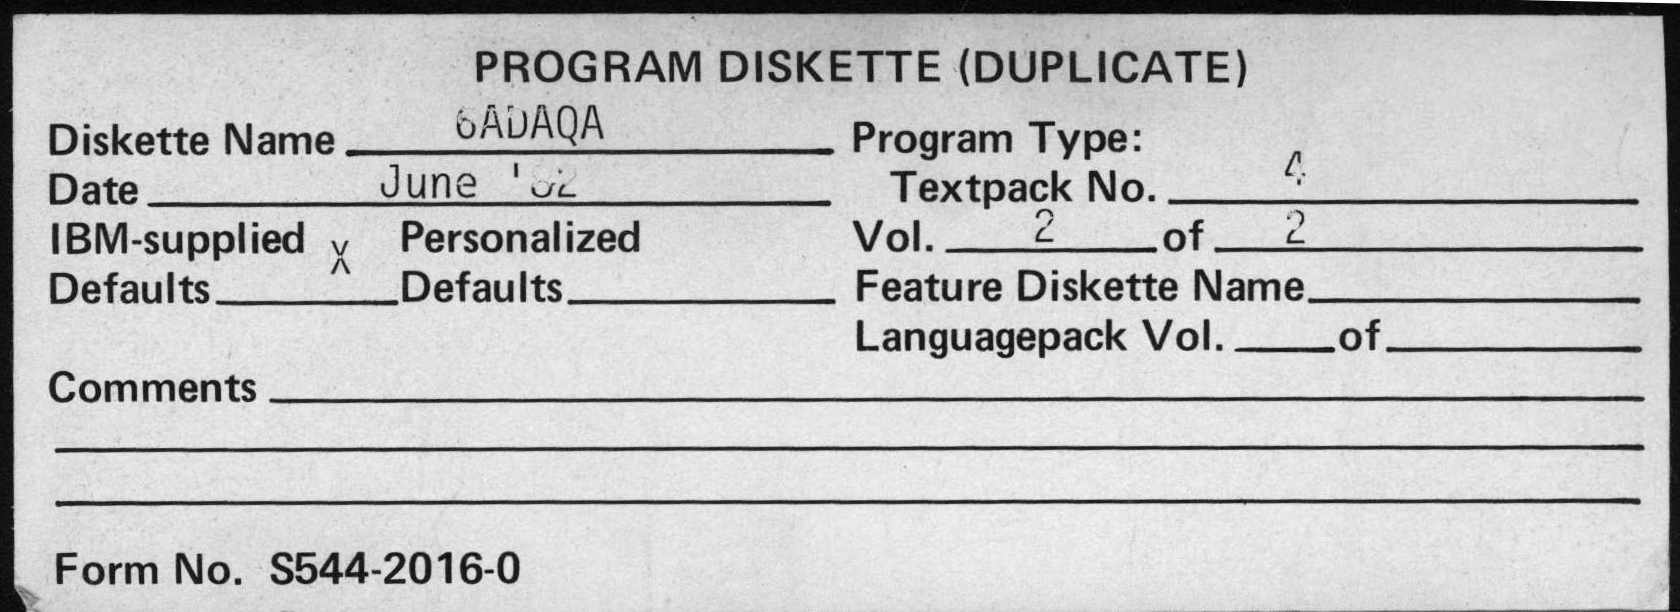 PROGRAM DISKETTE (DUPLICATE)
Diskette Name 6ADAQA
Program Type:
Date June '82
Textpack No. 4
IBM-supplied Defaults X
Personalized Defaults
Vol. 2 of 2
Feature Diskette Name
Languagepack Vol. of
Comments
Form No. S544-2016-0